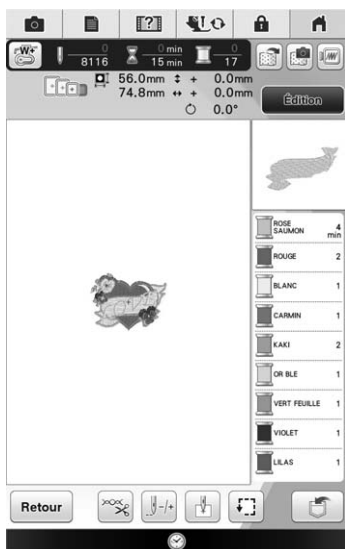 W+
0
8116
0 min
15 min
0
17
56.0mm ↕ + 0.0mm
74.8mm ↔ + 0.0mm
0.0°
Édition
ROSE SAUMON 4 min
ROUGE 2
BLANC 1
CARMIN 1
KAKI 2
OR BLE 1
VERT FEUILLE 1
VIOLET 1
LILAS 1
Retour
-/+